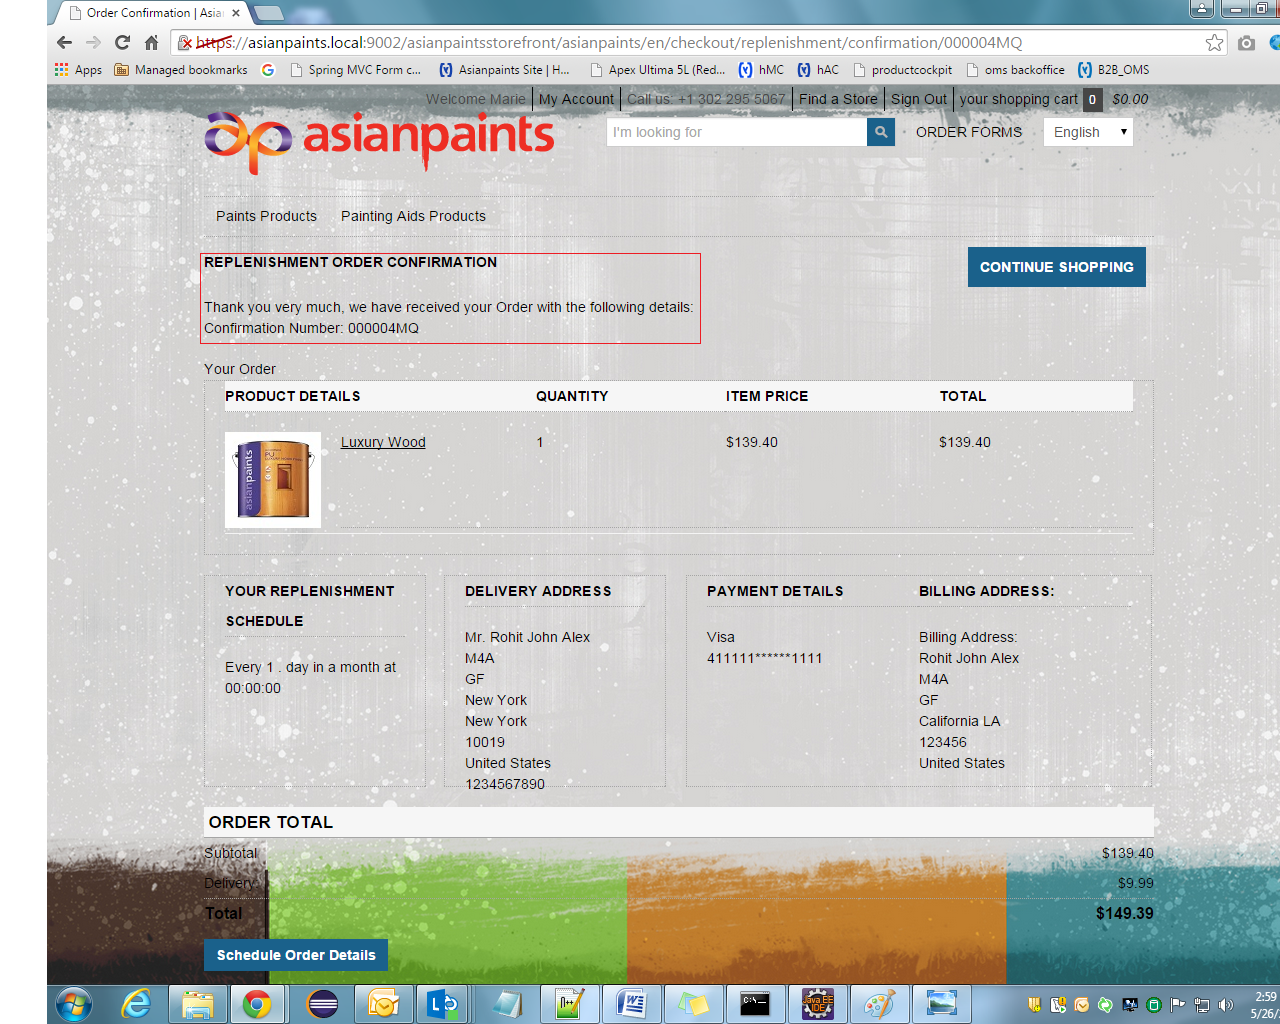 Order Confirmation | Asia
https://asianpaints.local:9002/asianpaintsstorefront/asianpaints/en/checkout/replenishment/confirmation/000004MQ
Apps Managed bookmarks Spring MVC Form c... Asianpaints Site | H... Apex Ultima 5L (Red... hMC hAC productcockpit oms backoffice B2B_OMS
Welcome Marie My Account Call us: +1 302 295 5067 Find a Store Sign Out your shopping cart 0 $0.00
asianpaints
I'm looking for ORDER FORMS English
Paints Products Painting Aids Products
REPLENISHMENT ORDER CONFIRMATION
CONTINUE SHOPPING
Thank you very much, we have received your Order with the following details:
Confirmation Number: 000004MQ
Your Order
PRODUCT DETAILS QUANTITY ITEM PRICE TOTAL
Luxury Wood 1 $139.40 $139.40
asianpaints
PU
YOUR REPLENISHMENT
SCHEDULE
Every 1 . day in a month at
00:00:00
DELIVERY ADDRESS
Mr. Rohit John Alex
M4A
GF
New York
New York
10019
United States
1234567890
PAYMENT DETAILS
Visa
411111******1111
BILLING ADDRESS:
Billing Address:
Rohit John Alex
M4A
GF
California LA
123456
United States
ORDER TOTAL
Subtotal $139.40
Delivery: $9.99
Total $149.39
Schedule Order Details
Java EE
IDE
2:59
5/26/